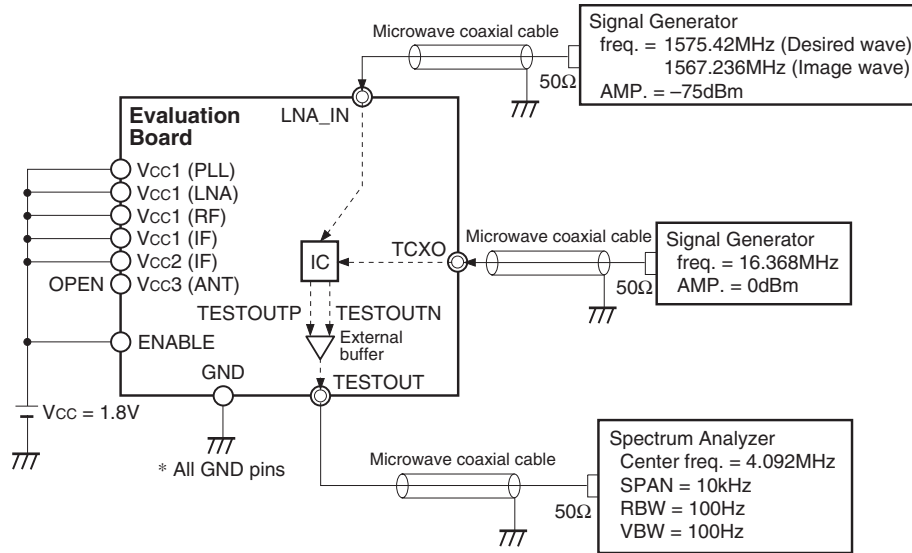 Signal Generator
freq. = 1575.42MHz (Desired wave)
1567.236MHz (Image wave)
AMP. = –75dBm
Microwave coaxial cable
50Ω
LNA_IN
Evaluation
Board
VCC1 (PLL)
VCC1 (LNA)
VCC1 (RF)
VCC1 (IF)
VCC2 (IF)
OPEN
VCC3 (ANT)
ENABLE
IC
TCXO
Microwave coaxial cable
50Ω
Signal Generator
freq. = 16.368MHz
AMP. = 0dBm
TESTOUTP
TESTOUTN
External
buffer
GND
TESTOUT
VCC = 1.8V
* All GND pins
Microwave coaxial cable
50Ω
Spectrum Analyzer
Center freq. = 4.092MHz
SPAN = 10kHz
RBW = 100Hz
VBW = 100Hz